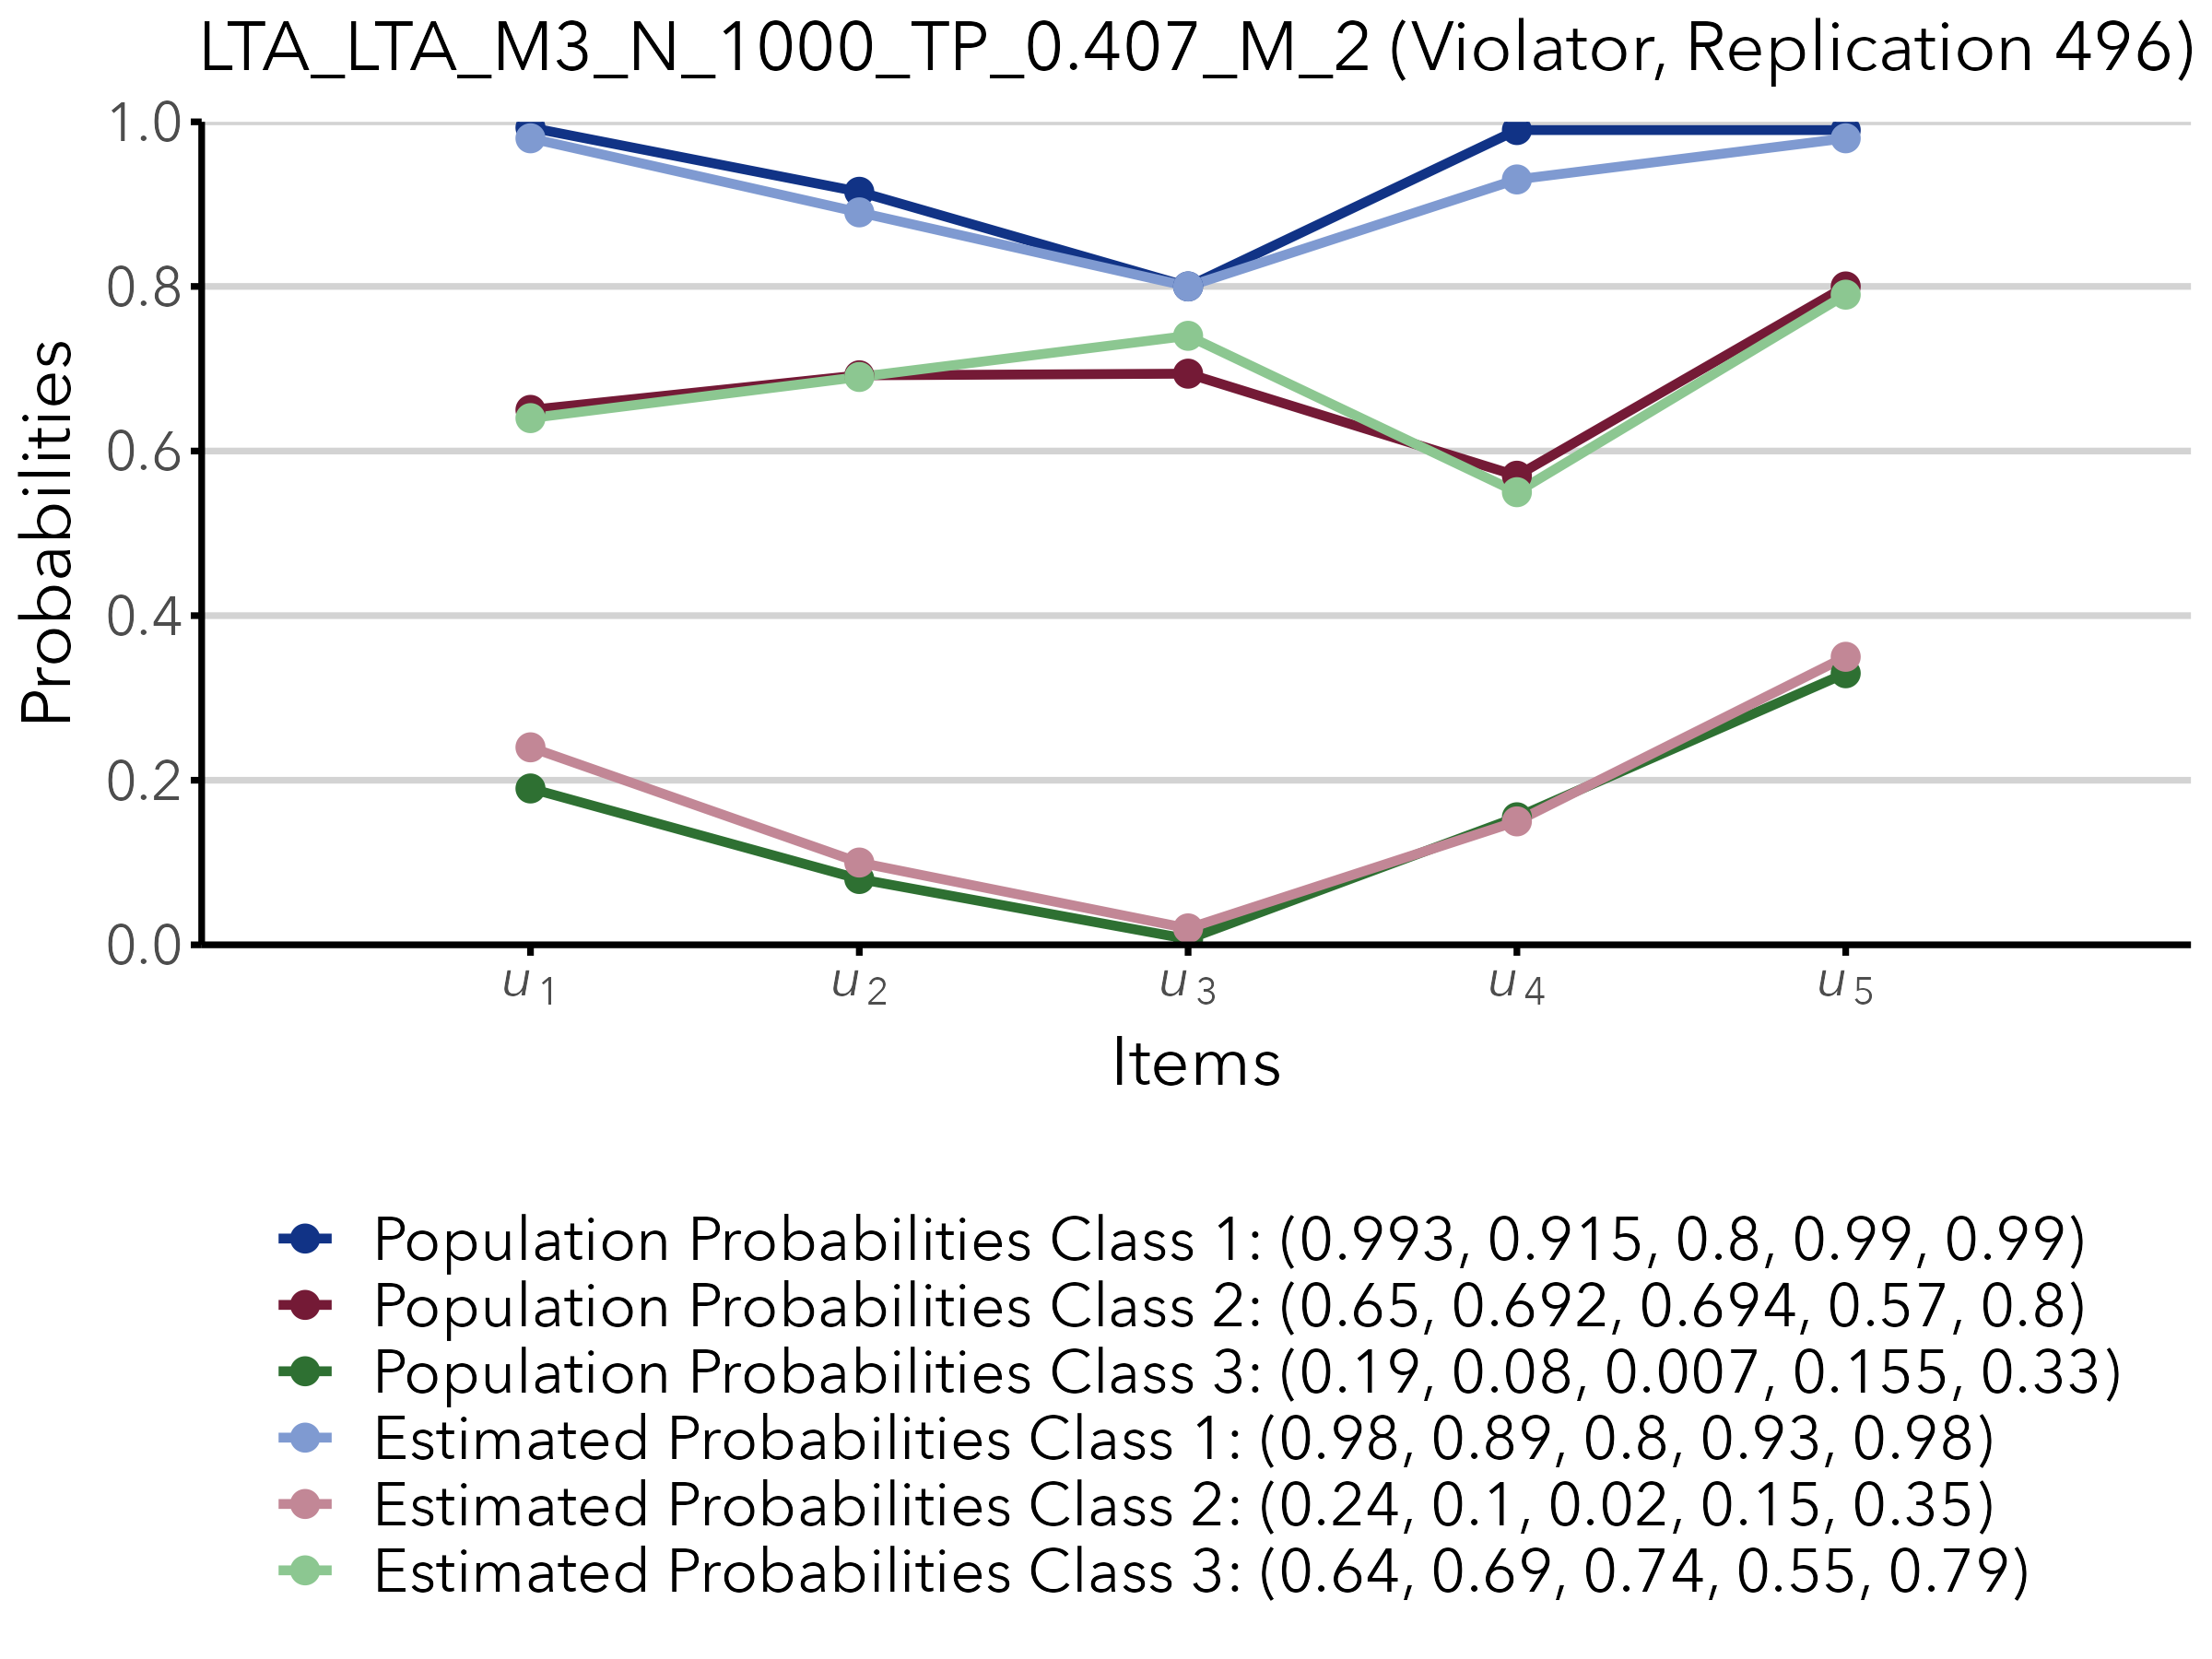 LTA_LTA_M3_N_1000_TP_0.407_M_2 (Violator, Replication 496)
1.0
0.8
0.6
0.4
0.2
0.0
Probabilities
u1 u2 u3 u4 u5
Items
Population Probabilities Class 1: (0.993, 0.915, 0.8, 0.99, 0.99)
Population Probabilities Class 2: (0.65, 0.692, 0.694, 0.57, 0.8)
Population Probabilities Class 3: (0.19, 0.08, 0.007, 0.155, 0.33)
Estimated Probabilities Class 1: (0.98, 0.89, 0.8, 0.93, 0.98)
Estimated Probabilities Class 2: (0.24, 0.1, 0.02, 0.15, 0.35)
Estimated Probabilities Class 3: (0.64, 0.69, 0.74, 0.55, 0.79)